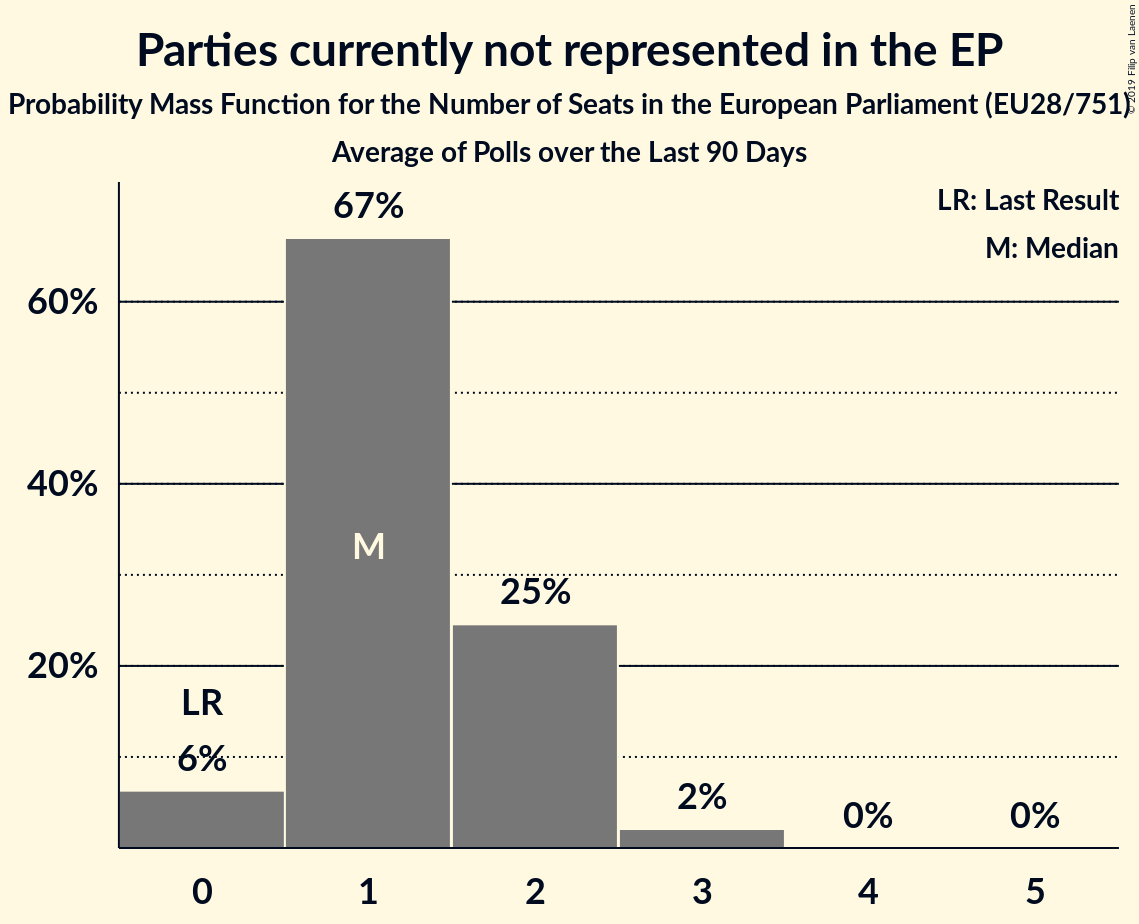 Parties currently not represented in the EP
Probability Mass Function for the Number of Seats in the European Parliament (EU28/751)
Average of Polls over the Last 90 Days
© 2019 Filip van Laenen
LR: Last Result
M: Median
67%
60%
40%
M
25%
20%
LR
6%
2%
0%
0%
0
1
2
3
4
5